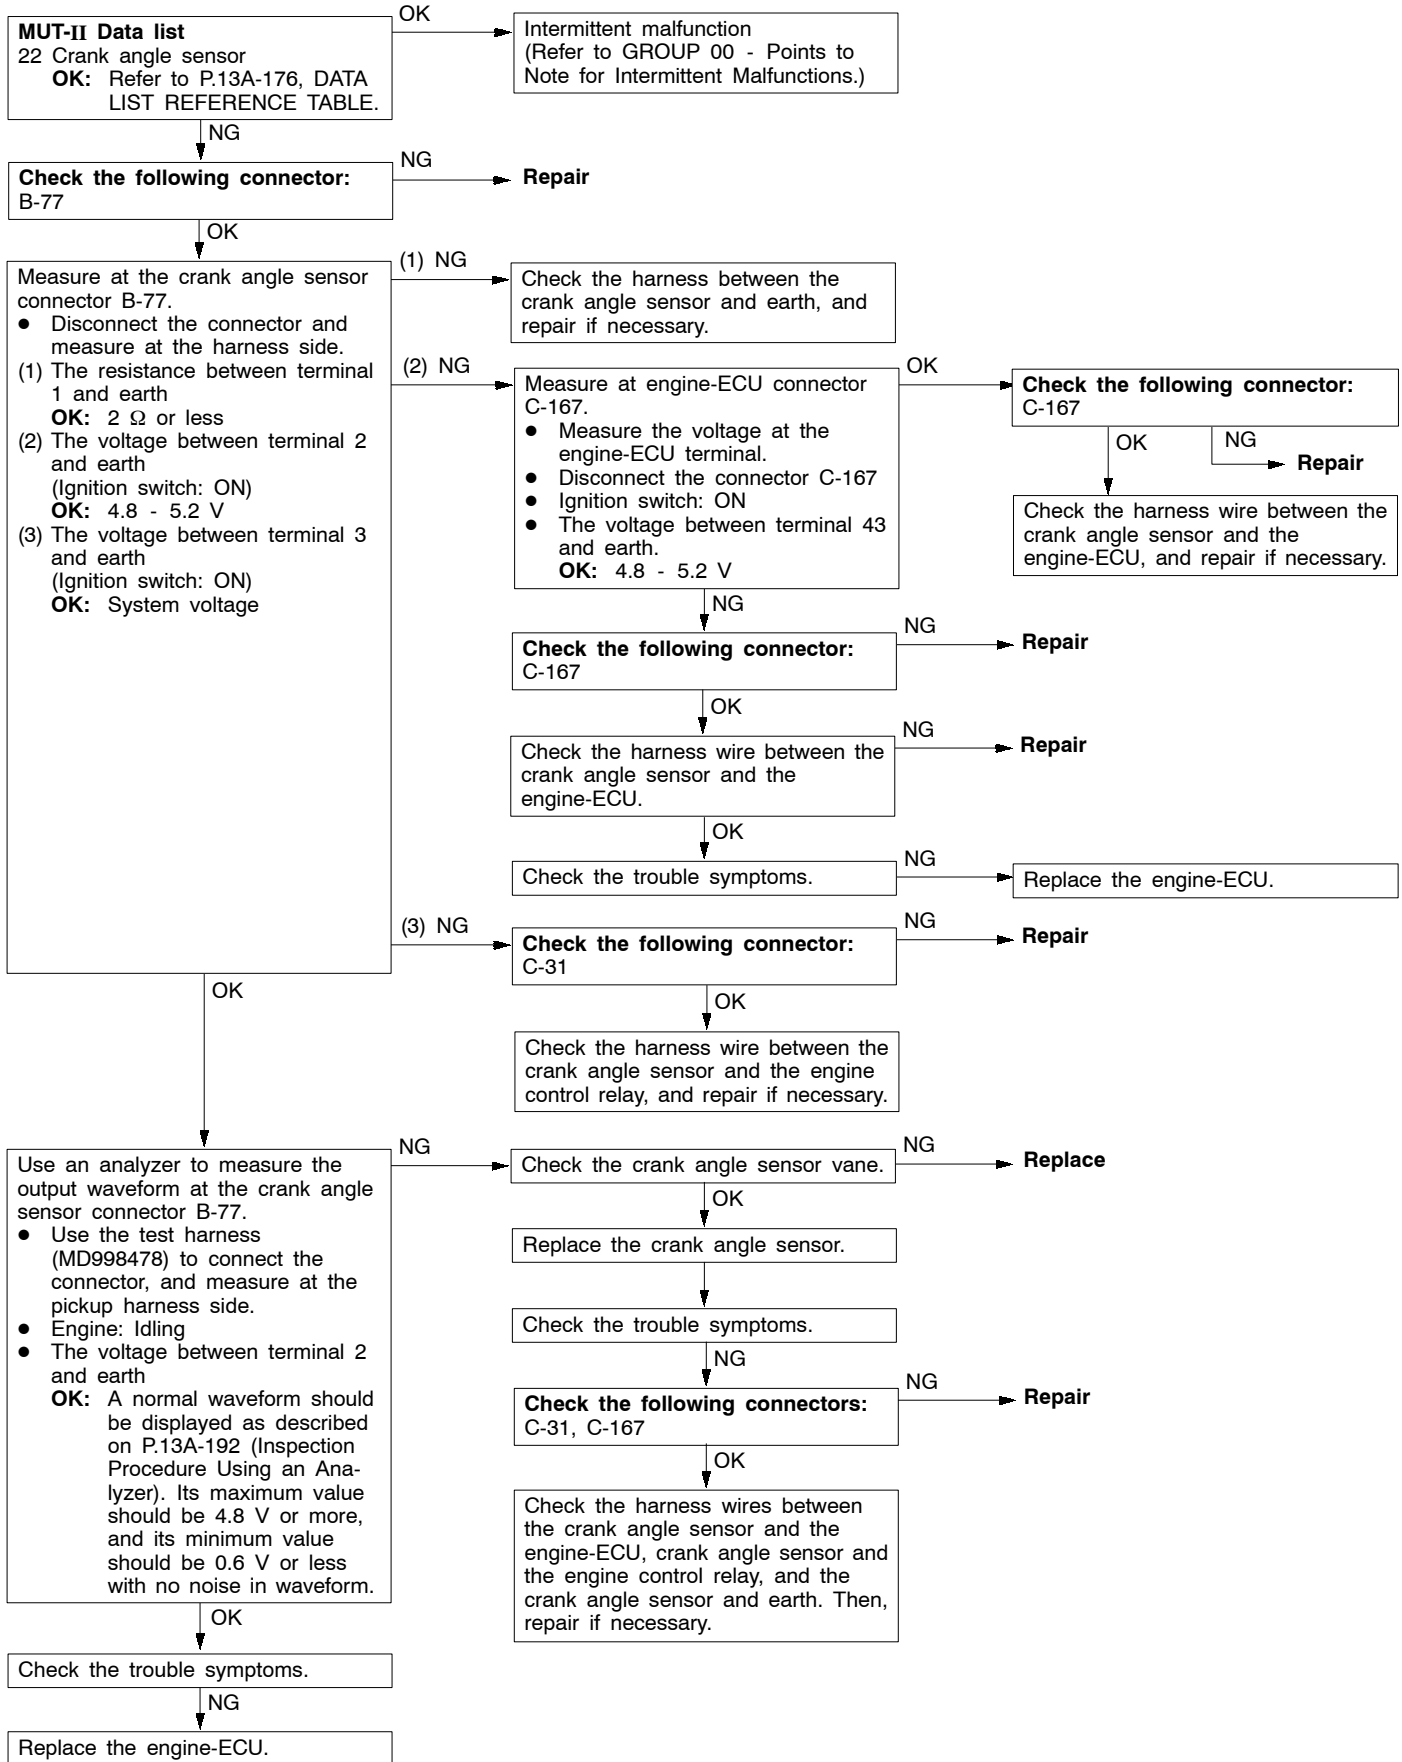 MUT-II Data list
22 Crank angle sensor
OK: Refer to P.13A-176, DATA
LIST REFERENCE TABLE.
OK
Intermittent malfunction
(Refer to GROUP 00 - Points to
Note for Intermittent Malfunctions.)
NG
Check the following connector:
B-77
NG
Repair
OK
Measure at the crank angle sensor
connector B-77.
● Disconnect the connector and
measure at the harness side.
(1) The resistance between terminal
1 and earth
OK: 2 Ω or less
(2) The voltage between terminal 2
and earth
(Ignition switch: ON)
OK: 4.8 - 5.2 V
(3) The voltage between terminal 3
and earth
(Ignition switch: ON)
OK: System voltage
(1) NG
Check the harness between the
crank angle sensor and earth, and
repair if necessary.
(2) NG
Measure at engine-ECU connector
C-167.
● Measure the voltage at the
engine-ECU terminal.
● Disconnect the connector C-167
● Ignition switch: ON
● The voltage between terminal 43
and earth.
OK: 4.8 - 5.2 V
OK
Check the following connector:
C-167
OK
NG
Repair
Check the harness wire between the
crank angle sensor and the
engine-ECU, and repair if necessary.
NG
Check the following connector:
C-167
NG
Repair
OK
Check the harness wire between the
crank angle sensor and the
engine-ECU.
NG
Repair
OK
Check the trouble symptoms.
NG
Replace the engine-ECU.
(3) NG
Check the following connector:
C-31
NG
Repair
OK
Check the harness wire between the
crank angle sensor and the engine
control relay, and repair if necessary.
OK
Use an analyzer to measure the
output waveform at the crank angle
sensor connector B-77.
● Use the test harness
(MD998478) to connect the
connector, and measure at the
pickup harness side.
● Engine: Idling
● The voltage between terminal 2
and earth
OK: A normal waveform should
be displayed as described
on P.13A-192 (Inspection
Procedure Using an Ana-
lyzer). Its maximum value
should be 4.8 V or more,
and its minimum value
should be 0.6 V or less
with no noise in waveform.
NG
Check the crank angle sensor vane.
NG
Replace
OK
Replace the crank angle sensor.
Check the trouble symptoms.
NG
Check the following connectors:
C-31, C-167
NG
Repair
OK
Check the harness wires between
the crank angle sensor and the
engine-ECU, crank angle sensor and
the engine control relay, and the
crank angle sensor and earth. Then,
repair if necessary.
OK
Check the trouble symptoms.
NG
Replace the engine-ECU.